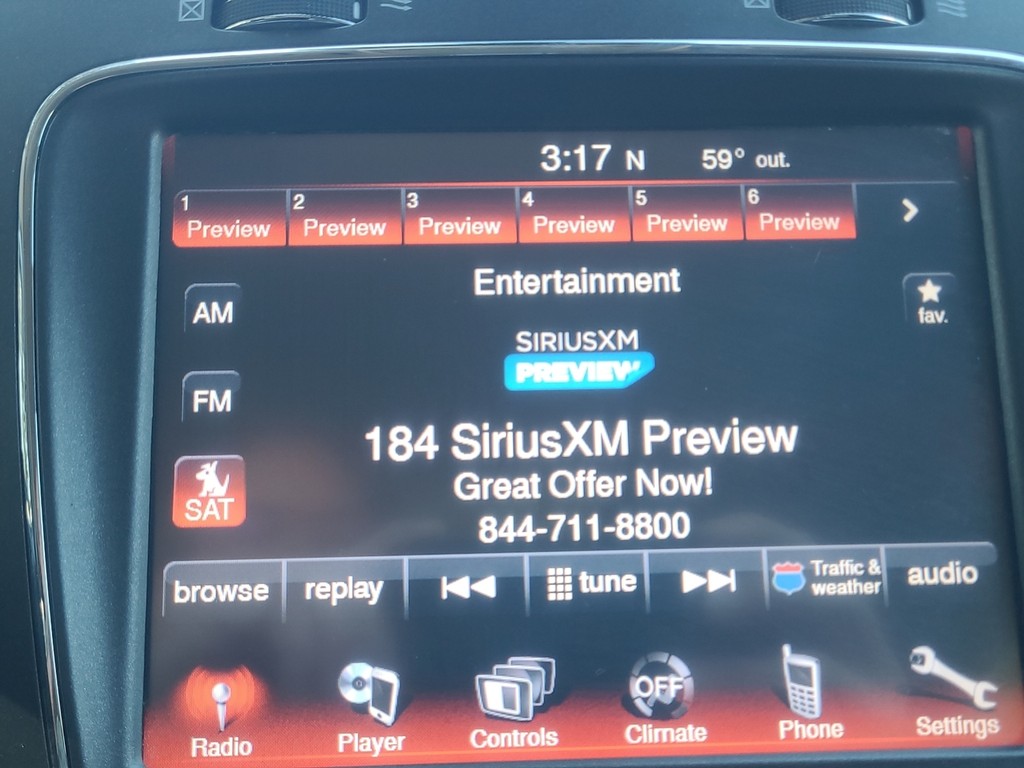 3:17 N 59° out.
1 2 3 4 5 6
Preview Preview Preview Preview Preview Preview
Entertainment
AM
fav.
SIRIUSXM
PREVIEW
FM
184 SiriusXM Preview
Great Offer Now!
SAT
844-711-8800
browse replay tune Traffic & weather audio
OFF
Radio Player Controls Climate Phone Settings